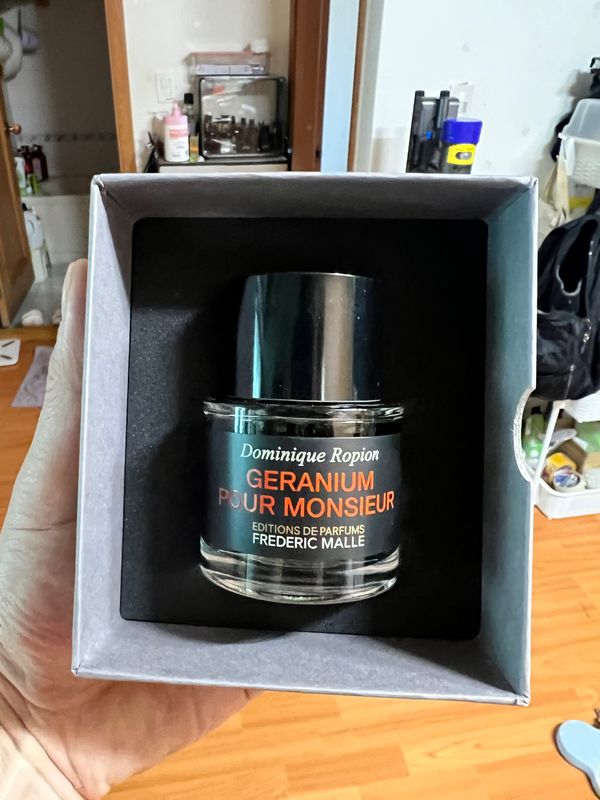 Dominique Ropion
GERANIUM
POUR MONSIEUR
EDITIONS DE PARFUMS
FREDERIC MALLE